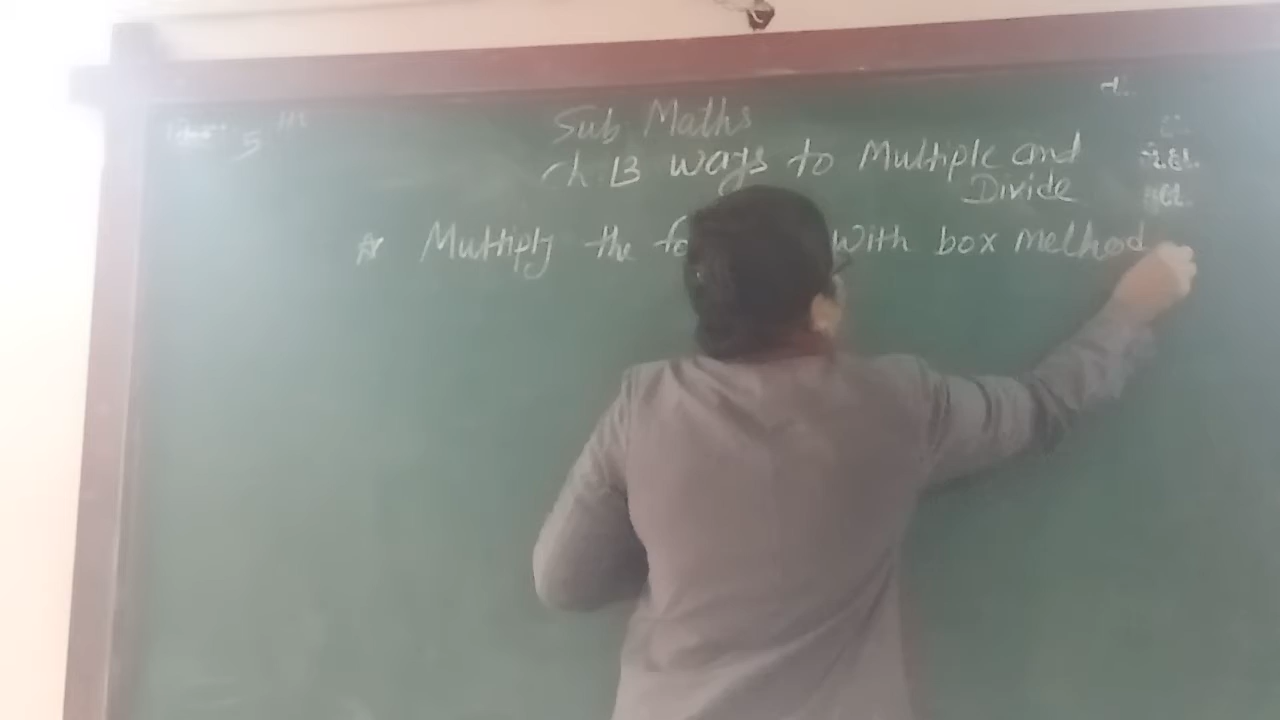 5th
Sub Maths
Ch. 13 ways to Multiple and
Divide
☆ Multiply the with box Method